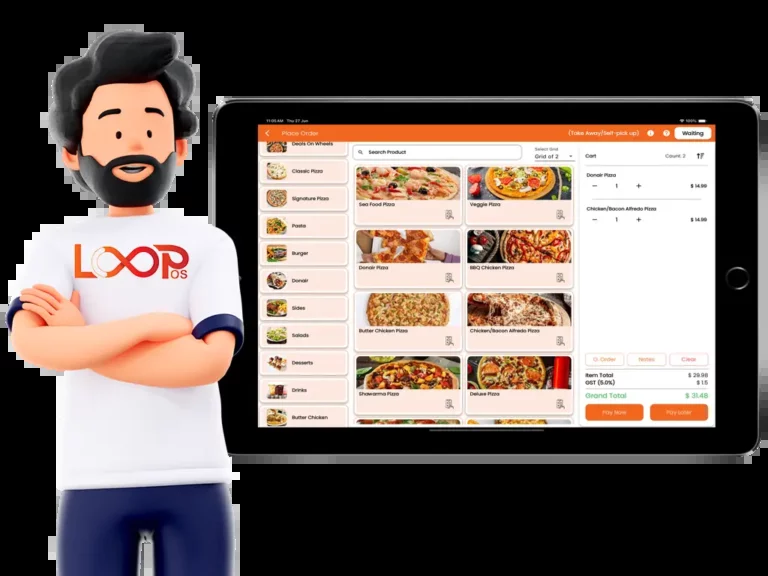 LOOP
OS
11:05 AM Thu 27 Jun
100%
Place Order
(Take Away/Self-pick up)
Waiting
Deals On Wheels
Classic Pizza
Signature Pizza
Pasta
Burger
Donair
Sides
Salads
Desserts
Drinks
Butter Chicken
Search Product
Select Grid
Grid of 2
Sea Food Pizza
Veggie Pizza
Donair Pizza
BBQ Chicken Pizza
Butter Chicken Pizza
Chicken/Bacon Alfredo Pizza
Shawarma Pizza
Deluxe Pizza
Cart
Count: 2
Donair Pizza
− 1 + $ 14.99
Chicken/Bacon Alfredo Pizza
− 1 + $ 14.99
O. Order
Notes
Clear
Item Total $ 29.98
GST (5.0%) $ 1.5
Grand Total $ 31.48
Pay Now
Pay Later